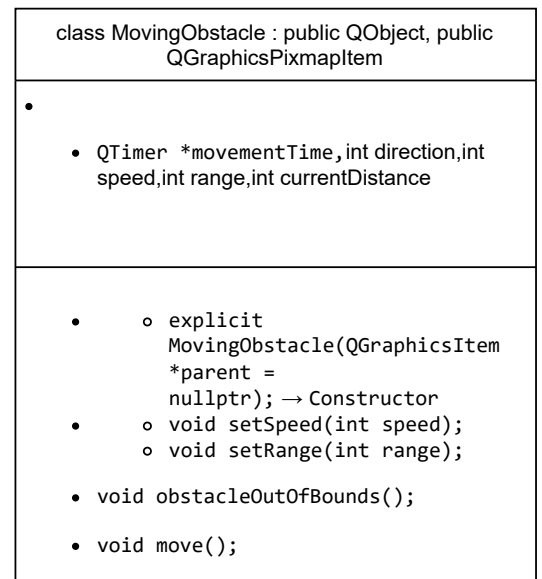 class MovingObstacle : public QObject, public
QGraphicsPixmapItem
QTimer *movementTime,int direction,int
speed,int range,int currentDistance
explicit
MovingObstacle(QGraphicsItem
*parent =
nullptr); → Constructor
void setSpeed(int speed);
void setRange(int range);
void obstacleOutOfBounds();
void move();